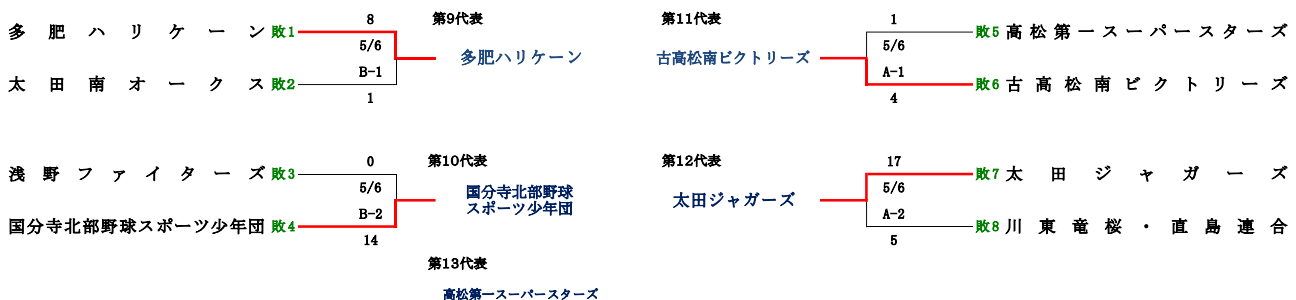 多肥ハリケーン 敗1 8 第9代表
5/6 多肥ハリケーン
B-1
太田南オークス 敗2 1
浅野ファイターズ 敗3 0 第10代表
5/6 国分寺北部野球
B-2 スポーツ少年団
国分寺北部野球スポーツ少年団 敗4 14
第13代表
高松第一スーパースターズ
第11代表 1 敗5 高松第一スーパースターズ
古高松南ビクトリーズ 5/6
A-1
4 敗6 古高松南ビクトリーズ
第12代表 17 敗7 太田ジャガーズ
太田ジャガーズ 5/6
A-2
5 敗8 川東竜桜・直島連合